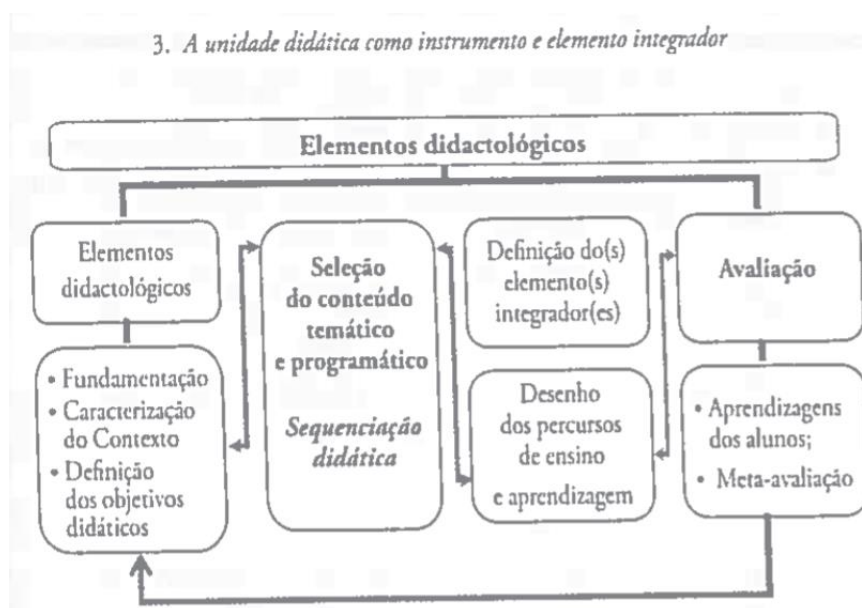 3. A unidade didática como instrumento e elemento integrador
Elementos didactológicos
Elementos
didactológicos
• Fundamentação
• Caracterização
do Contexto
• Definição
dos objetivos
didáticos
Seleção
do conteúdo
temático
e programático
Sequenciação
didática
Definição do(s)
elemento(s)
integrador(es)
Desenho
dos percursos
de ensino
e aprendizagem
Avaliação
• Aprendizagens
dos alunos;
• Meta-avaliação